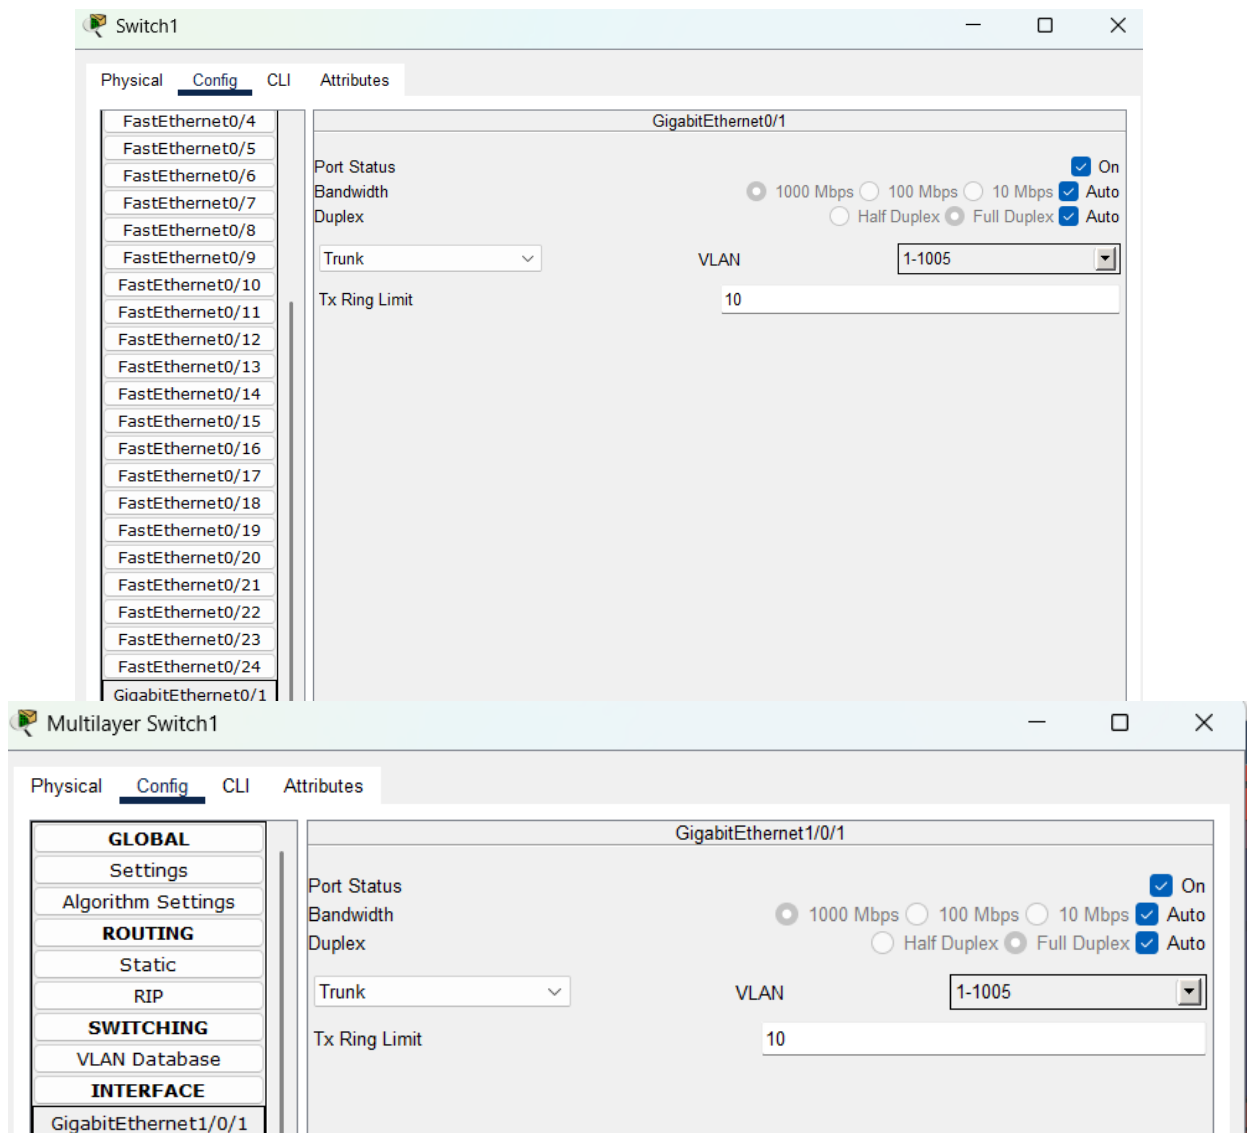 Switch1
Physical Config CLI Attributes
FastEthernet0/4
FastEthernet0/5
FastEthernet0/6
FastEthernet0/7
FastEthernet0/8
FastEthernet0/9
FastEthernet0/10
FastEthernet0/11
FastEthernet0/12
FastEthernet0/13
FastEthernet0/14
FastEthernet0/15
FastEthernet0/16
FastEthernet0/17
FastEthernet0/18
FastEthernet0/19
FastEthernet0/20
FastEthernet0/21
FastEthernet0/22
FastEthernet0/23
FastEthernet0/24
GigabitEthernet0/1
GigabitEthernet0/1
Port Status On
Bandwidth 1000 Mbps 100 Mbps 10 Mbps Auto
Duplex Half Duplex Full Duplex Auto
Trunk VLAN 1-1005
Tx Ring Limit 10
Multilayer Switch1
Physical Config CLI Attributes
GLOBAL
Settings
Algorithm Settings
ROUTING
Static
RIP
SWITCHING
VLAN Database
INTERFACE
GigabitEthernet1/0/1
GigabitEthernet1/0/1
Port Status On
Bandwidth 1000 Mbps 100 Mbps 10 Mbps Auto
Duplex Half Duplex Full Duplex Auto
Trunk VLAN 1-1005
Tx Ring Limit 10